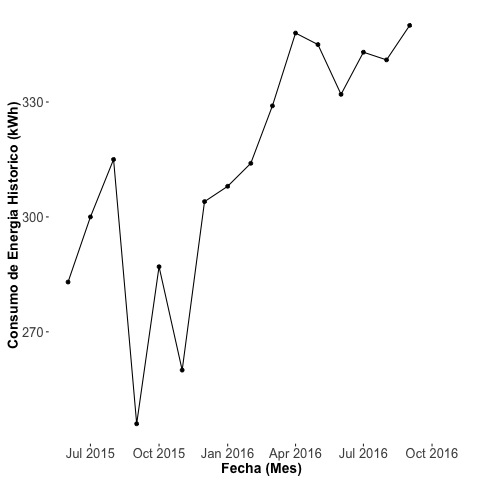 Consumo de Energia Historico (kWh)
330
300
270
Jul 2015 Oct 2015 Jan 2016 Apr 2016 Jul 2016 Oct 2016
Fecha (Mes)